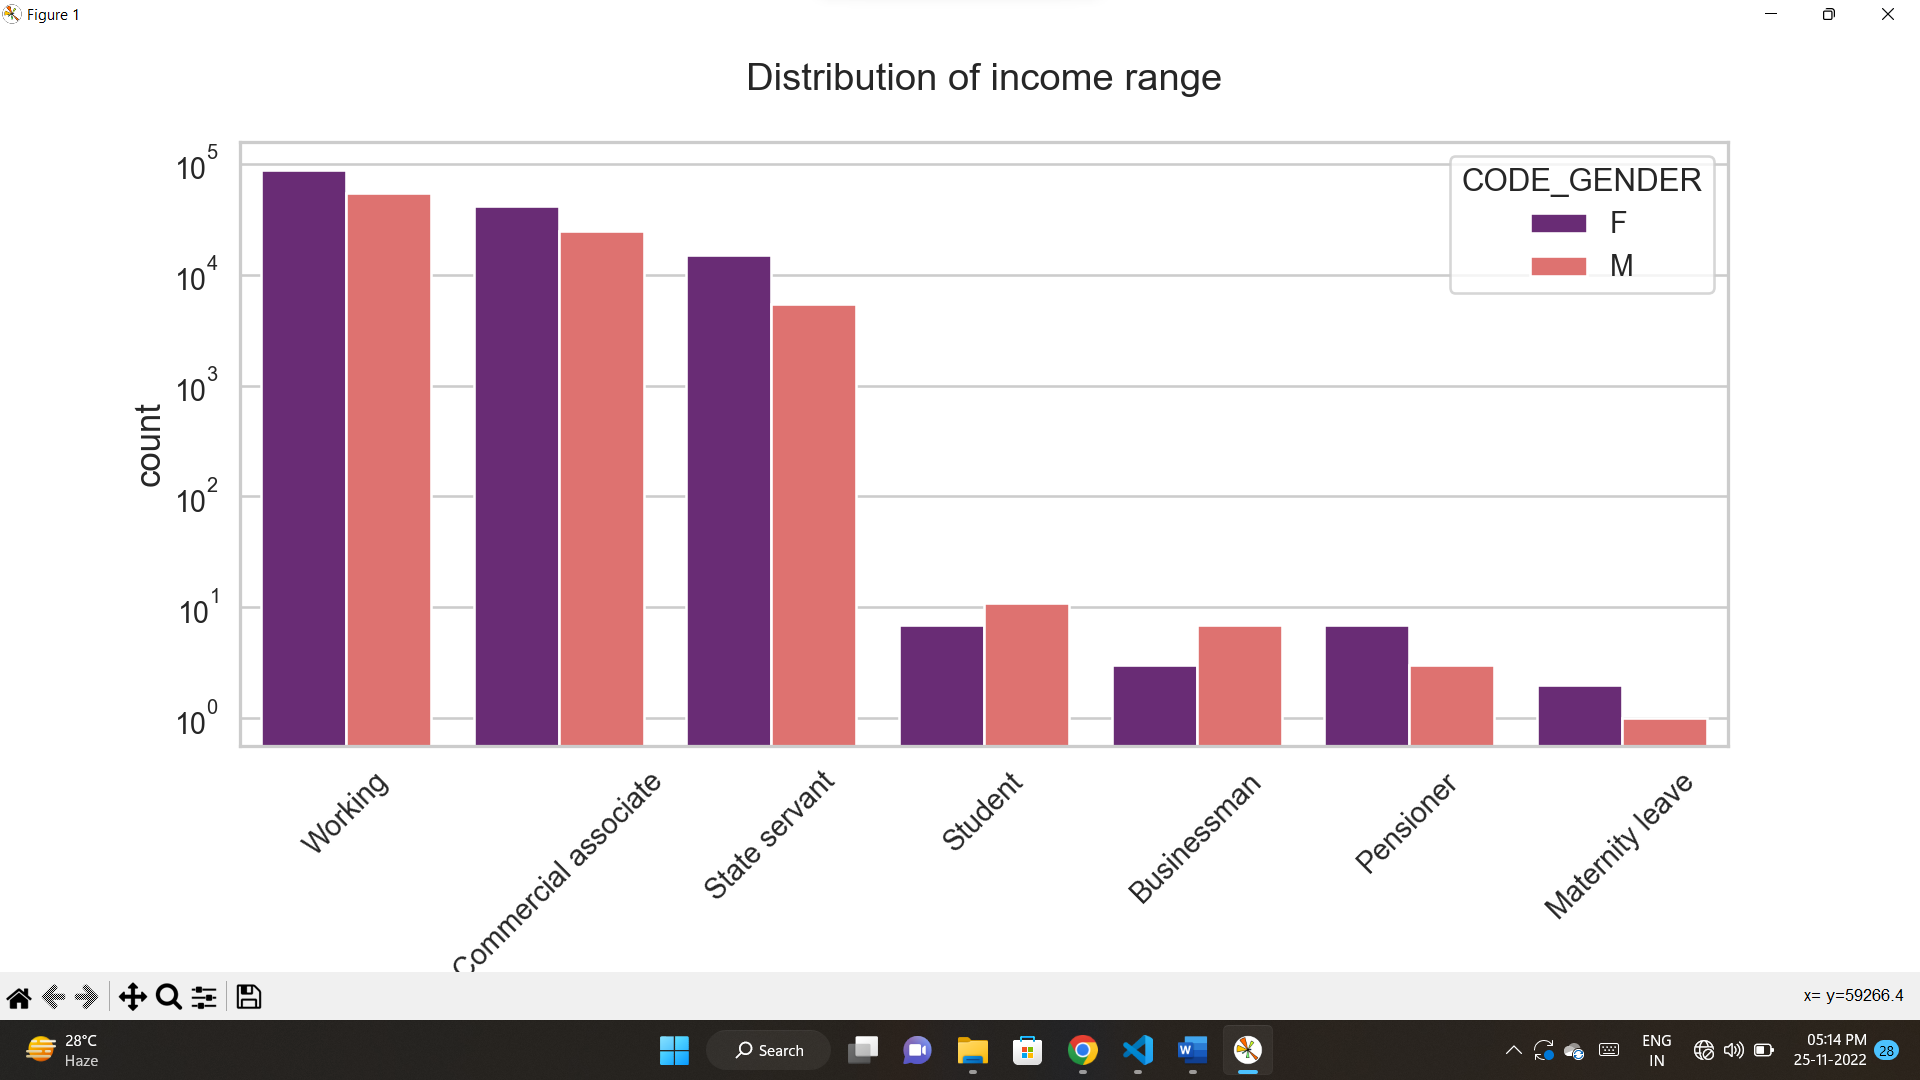 Figure 1
Distribution of income range
CODE_GENDER
F
M
count
10^5
10^4
10^3
10^2
10^1
10^0
Working
Commercial associate
State servant
Student
Businessman
Pensioner
Maternity leave
x= y=59266.4
28°C
Haze
Search
ENG
IN
05:14 PM
25-11-2022
28